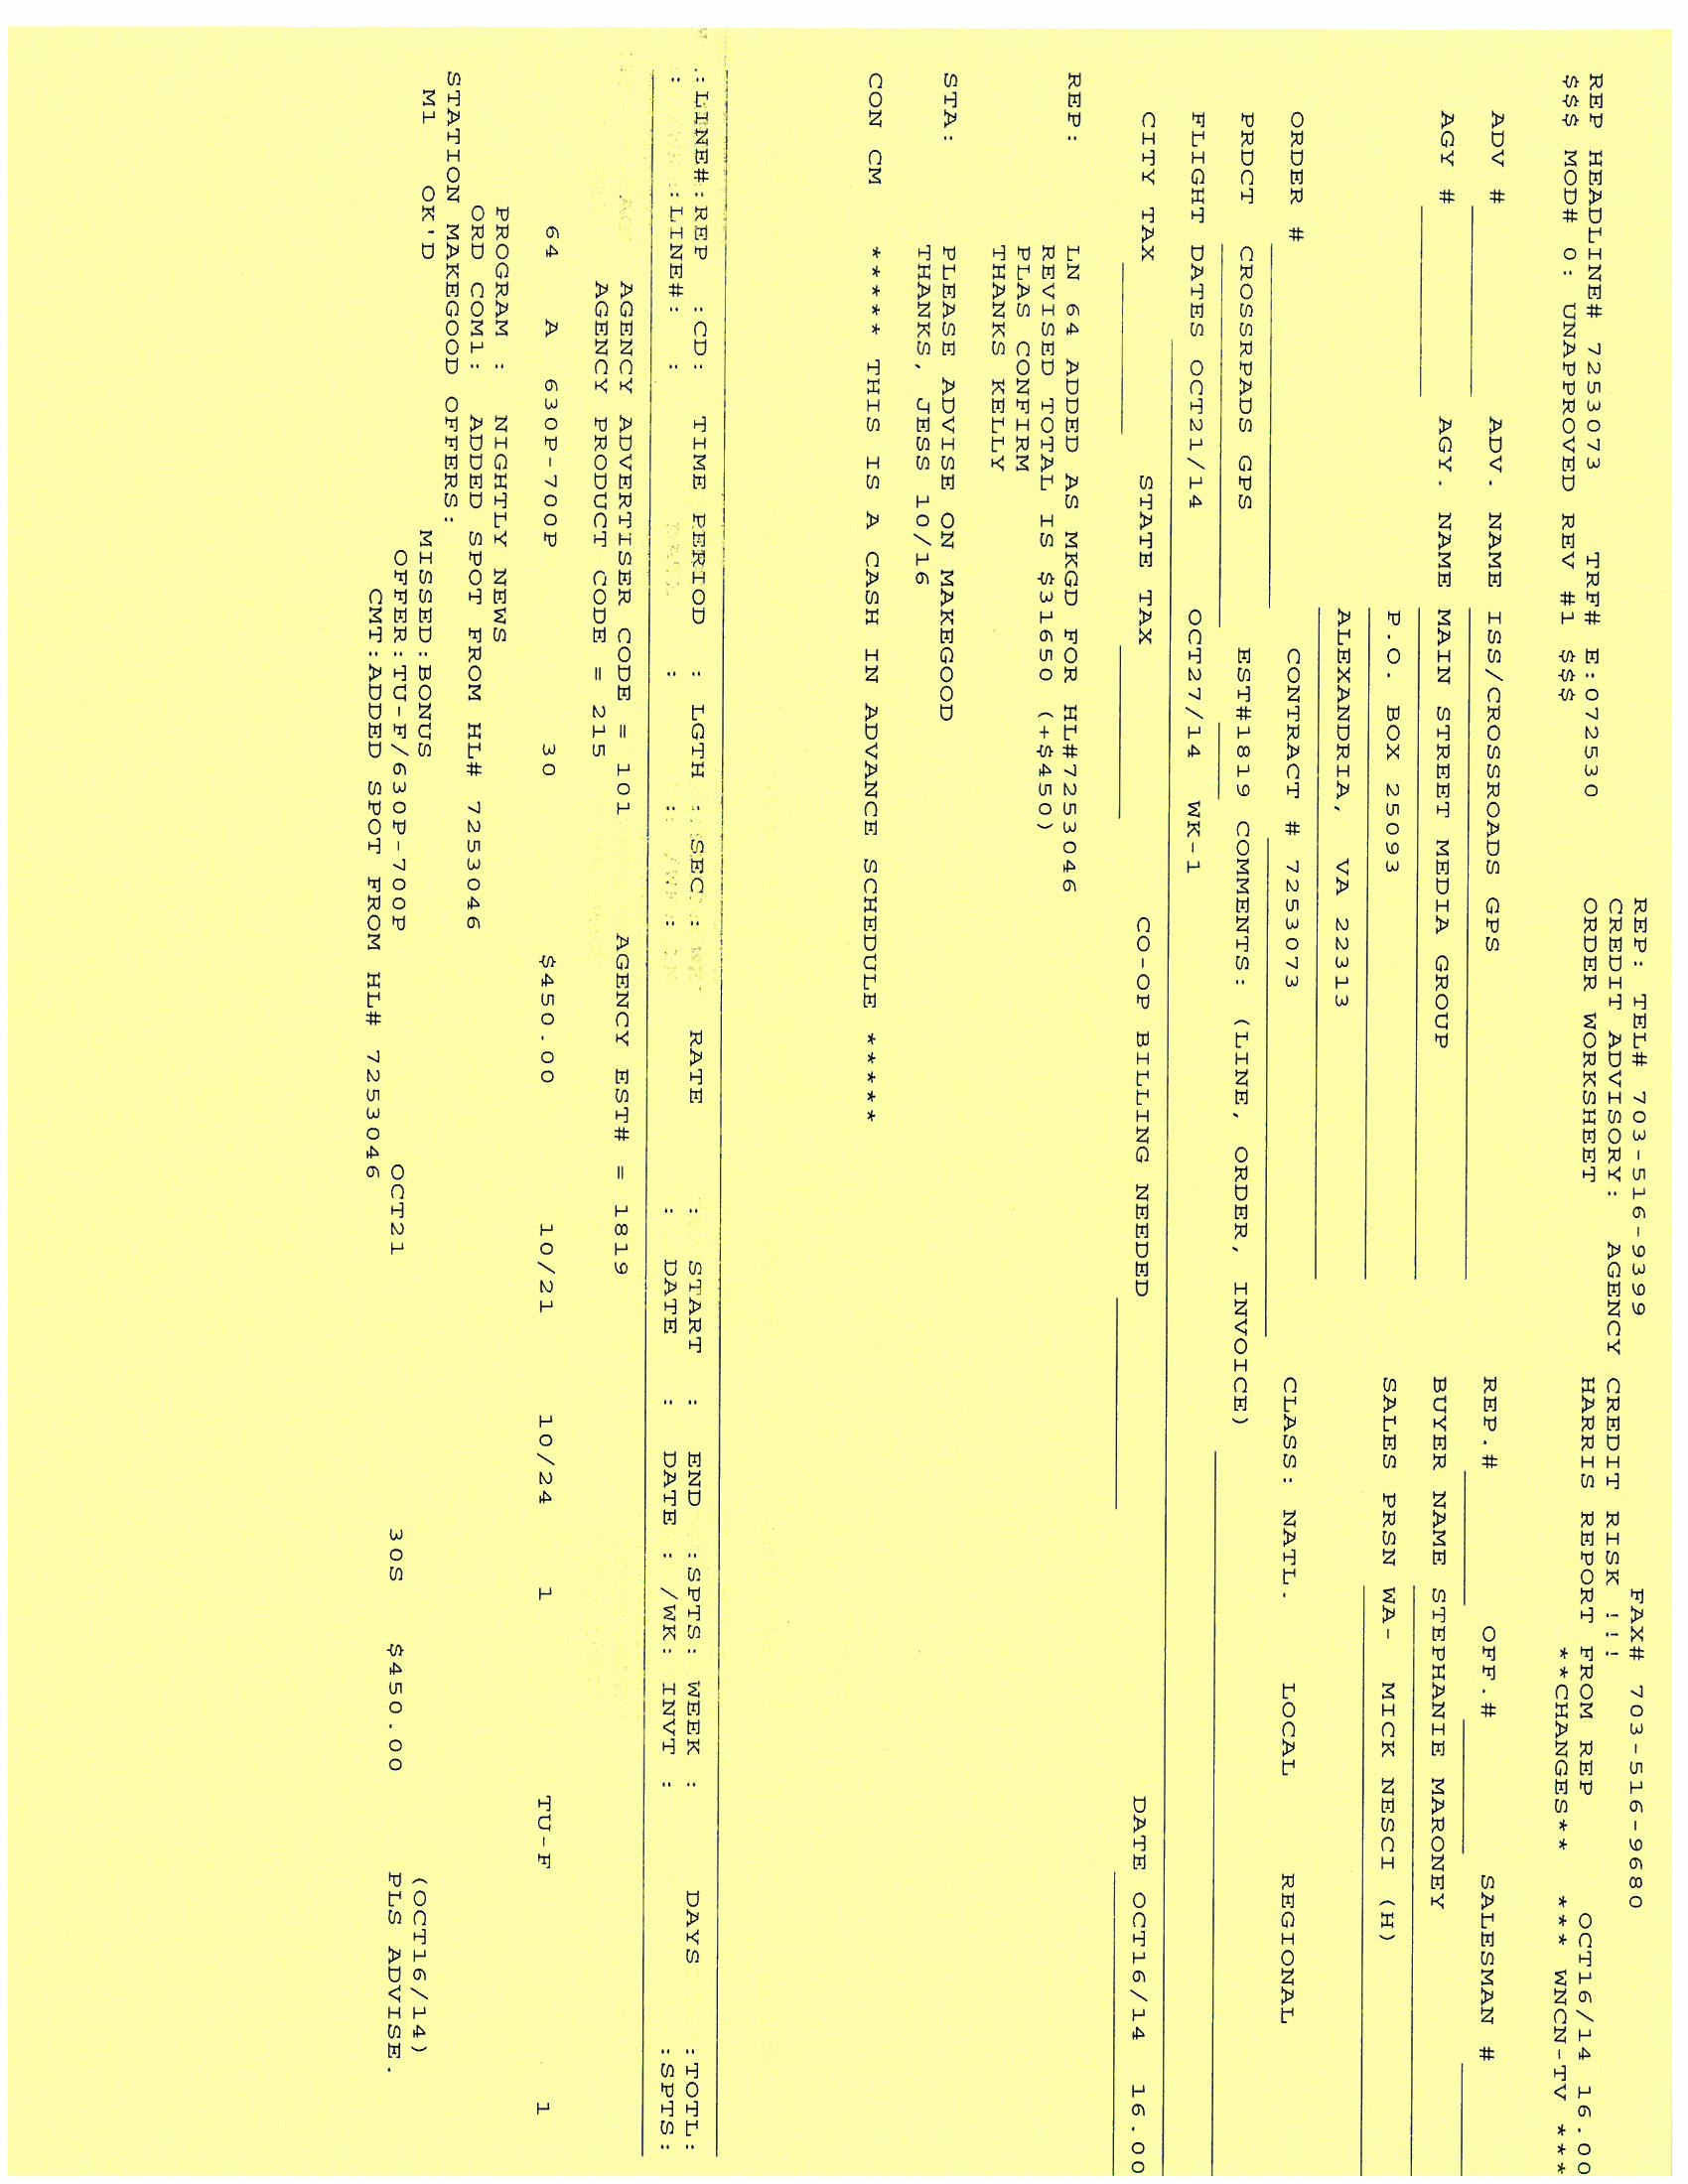 REP: TEL# 703-516-9399 FAX# 703-516-9680
CREDIT ADVISORY: AGENCY CREDIT RISK !!!
ORDER WORKSHEET HARRIS REPORT FROM REP OCT16/14 16.00
REP HEADLINE# 7253073 TRF# E:072530 **CHANGES** *** WNCN-TV ***
$$$ MOD# 0: UNAPPROVED REV #1 $$$
ADV # ADV. NAME ISS/CROSSROADS GPS REP.# OFF.# SALESMAN #
AGY # AGY. NAME MAIN STREET MEDIA GROUP BUYER NAME STEPHANIE MARONEY
P.O. BOX 25093 SALES PRSN WA- MICK NESCI (H)
ALEXANDRIA, VA 22313
ORDER # CONTRACT # 7253073 CLASS: NATL. LOCAL REGIONAL
PRDCT CROSSRPADS GPS EST#1819 COMMENTS: (LINE, ORDER, INVOICE)
FLIGHT DATES OCT21/14 OCT27/14 WK-1
CITY TAX STATE TAX CO-OP BILLING NEEDED DATE OCT16/14 16.00
REP: LN 64 ADDED AS MKGD FOR HL#7253046
REVISED TOTAL IS $31650 (+$450)
PLAS CONFIRM
THANKS KELLY
STA: PLEASE ADVISE ON MAKEGOOD
THANKS, JESS 10/16
CON CM ***** THIS IS A CASH IN ADVANCE SCHEDULE *****
:LINE#:REP :CD: TIME PERIOD : LGTH :SEC : RATE : START : END :SPTS: WEEK : DAYS :TOTL:
: :LINE#: : : : : : DATE : DATE : /WK: INVT : :SPTS:
AGENCY ADVERTISER CODE = 101 AGENCY EST# = 1819
AGENCY PRODUCT CODE = 215
64 A 630P-700P 30 $450.00 10/21 10/24 1 TU-F 1
PROGRAM : NIGHTLY NEWS
ORD COM1: ADDED SPOT FROM HL# 7253046
STATION MAKEGOOD OFFERS:
M1 OK'D MISSED:BONUS (OCT16/14)
OFFER:TU-F/630P-700P OCT21 30S $450.00 PLS ADVISE.
CMT:ADDED SPOT FROM HL# 7253046